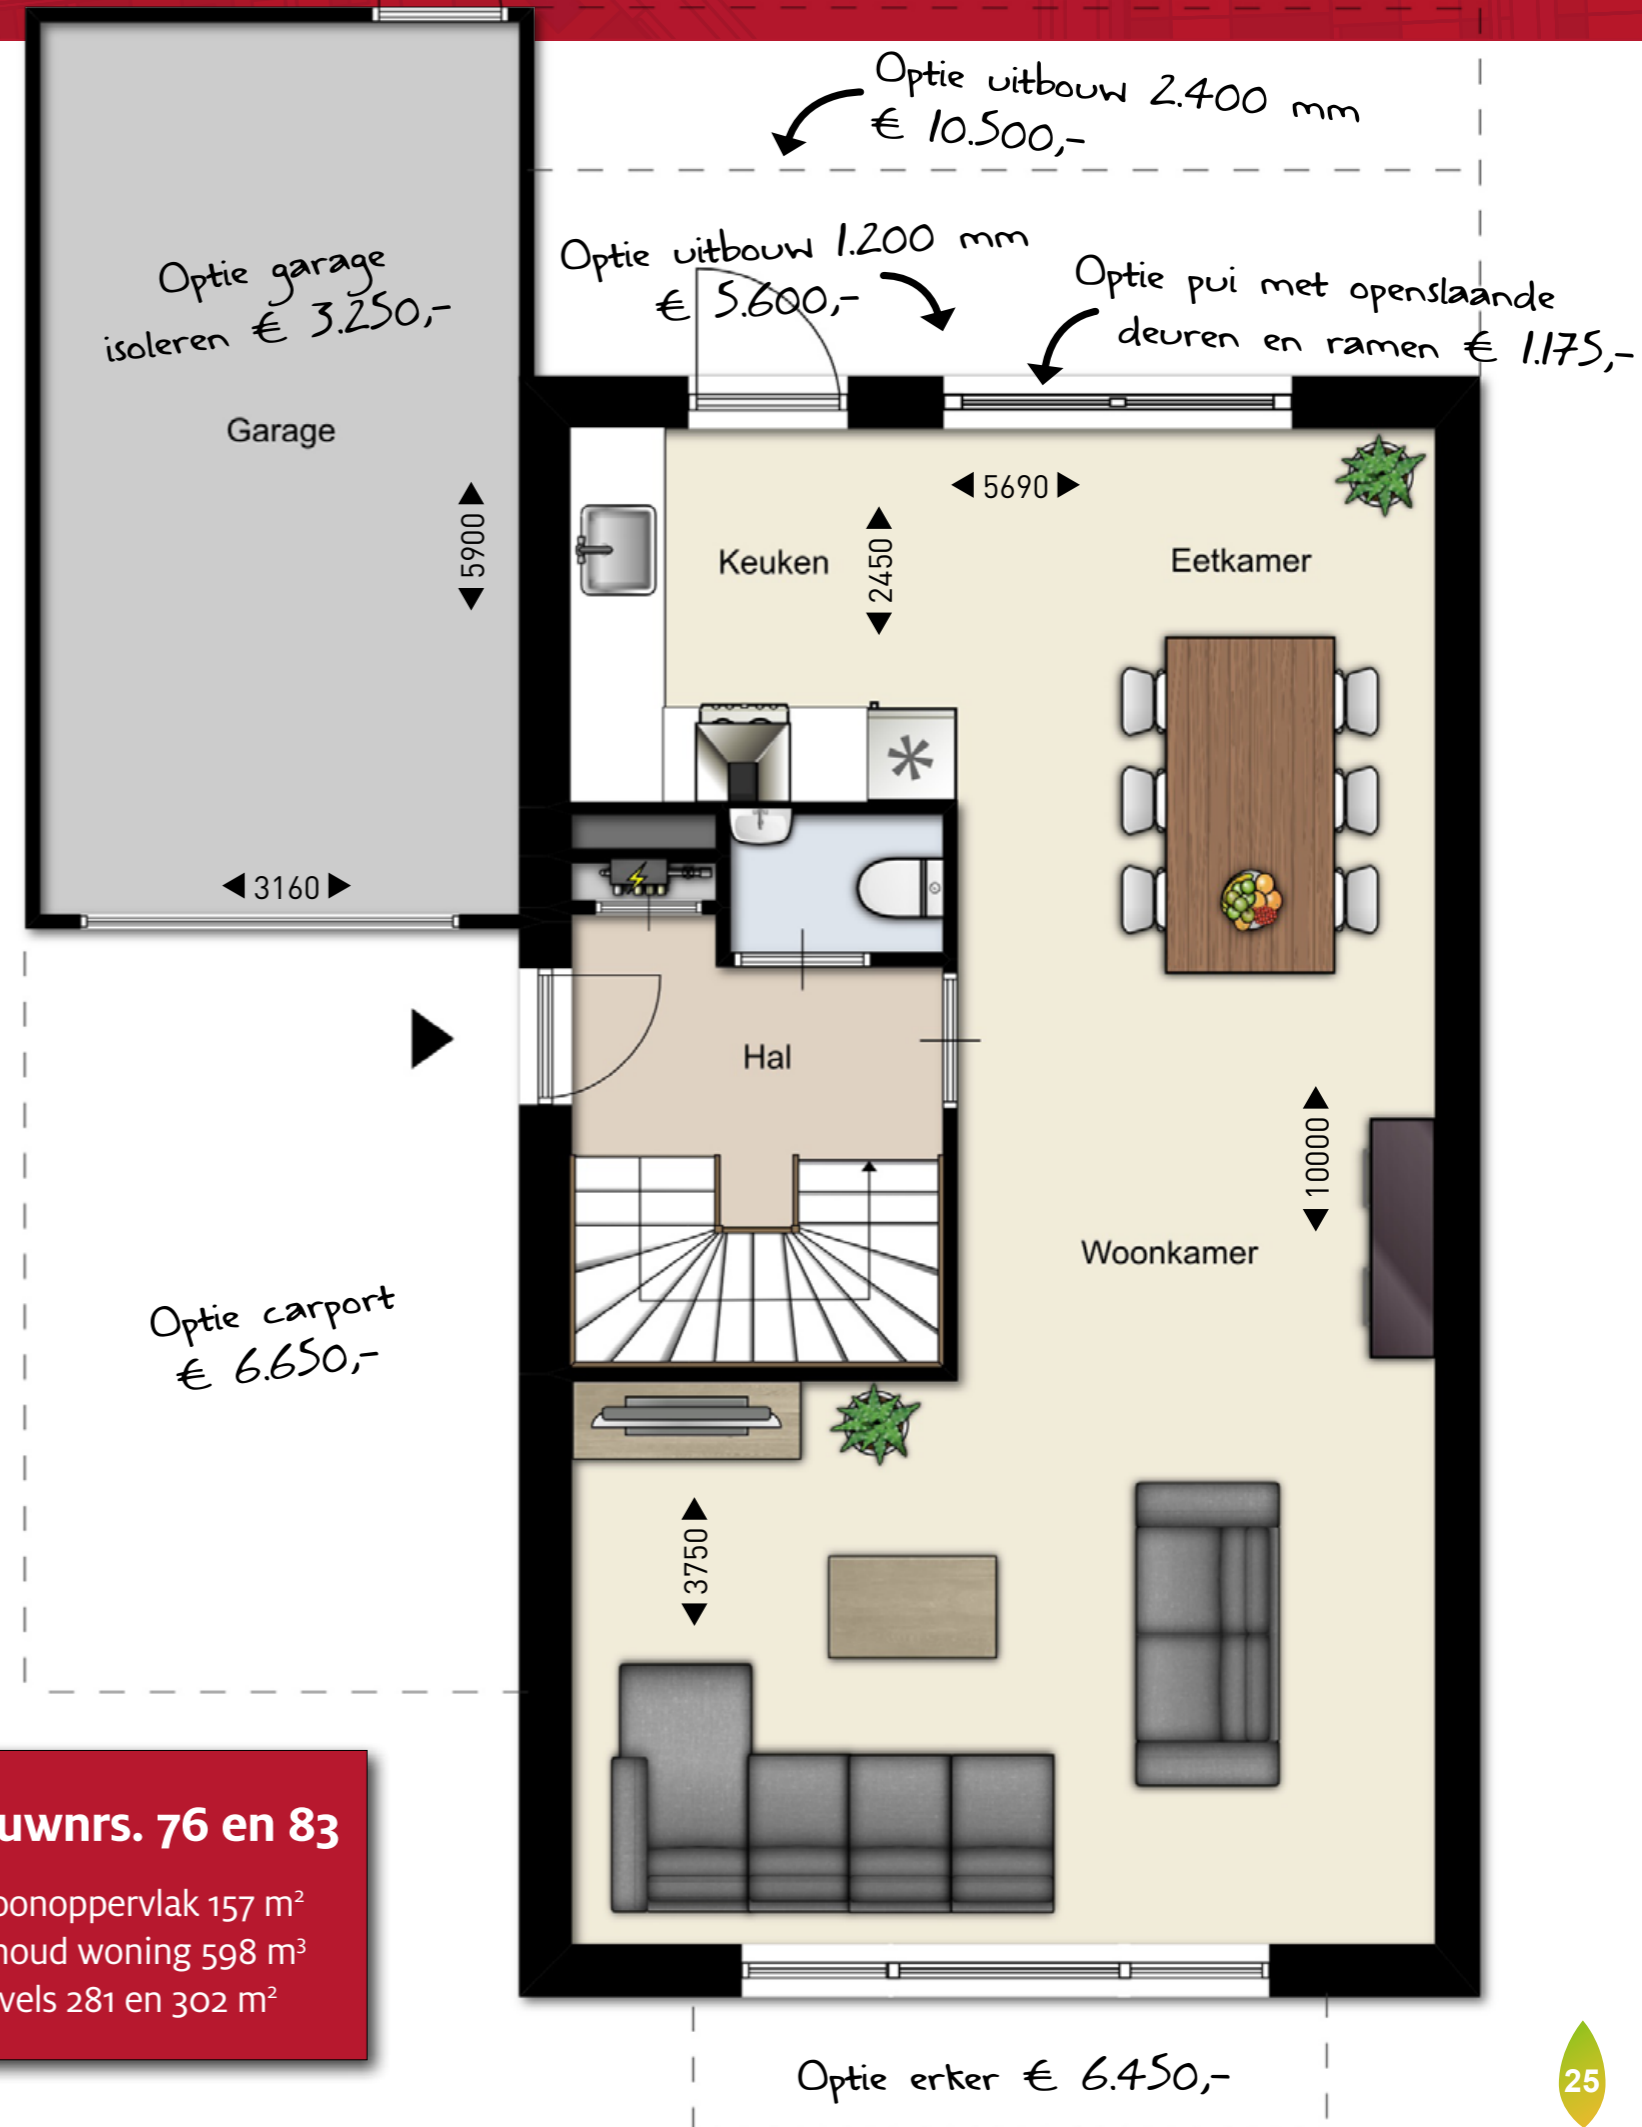 Optie uitbouw 2.400 mm
€ 10.500,-
Optie uitbouw 1.200 mm
€ 5.600,-
Optie pui met openslaande
deuren en ramen € 1.175,-
Optie garage
isoleren € 3.250,-
Garage
5900
3160
5690
Keuken
2450
Eetkamer
Hal
10000
Woonkamer
Optie carport
€ 6.650,-
3750
uwnrs. 76 en 83
oonoppervlak 157 m²
houd woning 598 m³
vels 281 en 302 m²
Optie erker € 6.450,-
25